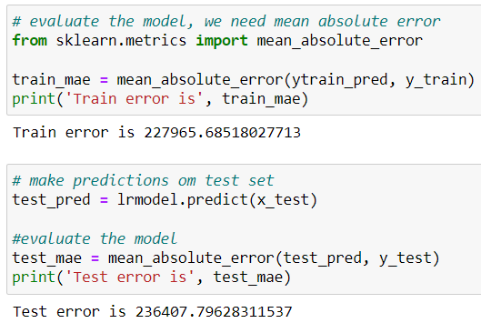 # evaluate the model, we need mean absolute error
from sklearn.metrics import mean_absolute_error
train_mae = mean_absolute_error(ytrain_pred, y_train)
print('Train error is', train_mae)
Train error is 227965.68518027713
# make predictions om test set
test_pred = lrmodel.predict(x_test)
#evaluate the model
test_mae = mean_absolute_error(test_pred, y_test)
print('Test error is', test_mae)
Test error is 236407.79628311537